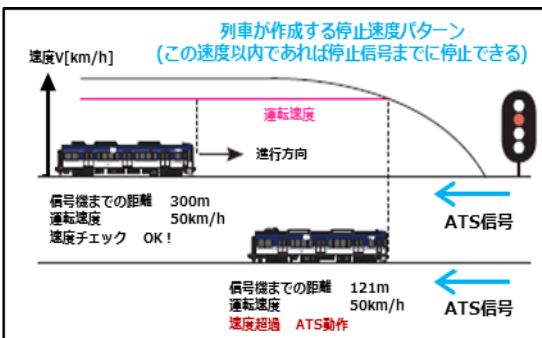 列車が作成する停止速度パターン
(この速度以内であれば停止信号までに停止できる)
速度V[km/h]
運転速度
進行方向
信号機までの距離 300m
運転速度 50km/h
速度チェック OK！
ATS信号
信号機までの距離 121m
運転速度 50km/h
速度超過 ATS動作
ATS信号